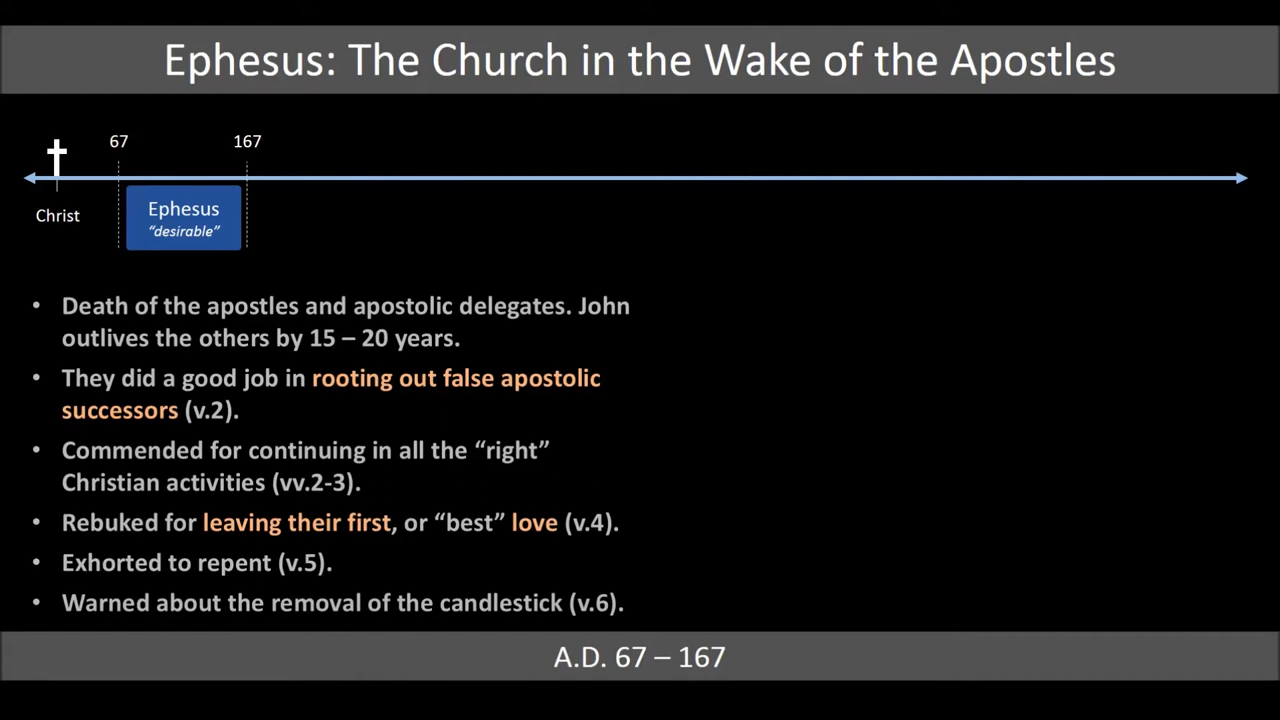 Ephesus: The Church in the Wake of the Apostles
67
167
Christ
Ephesus
“desirable”
• Death of the apostles and apostolic delegates. John
outlives the others by 15 – 20 years.
• They did a good job in rooting out false apostolic
successors (v.2).
• Commended for continuing in all the “right”
Christian activities (vv.2-3).
• Rebuked for leaving their first, or “best” love (v.4).
• Exhorted to repent (v.5).
• Warned about the removal of the candlestick (v.6).
A.D. 67 – 167